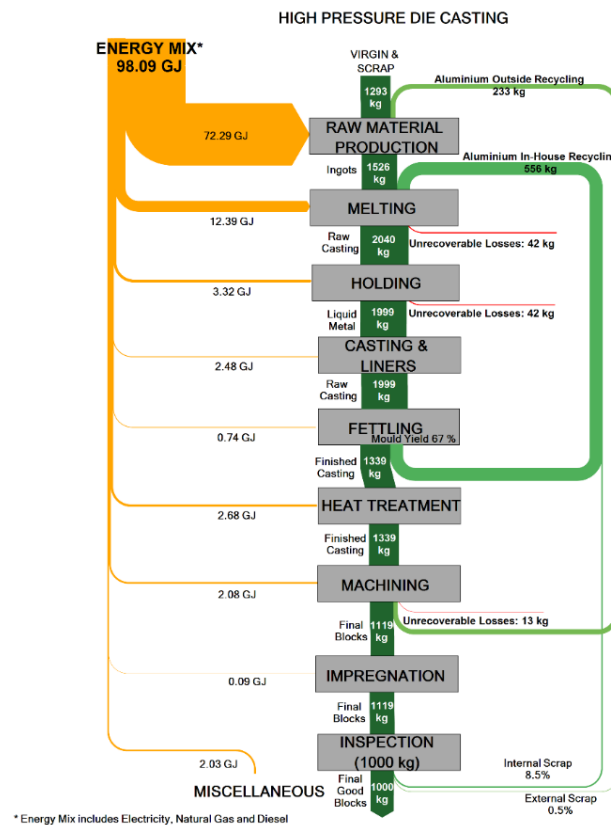 HIGH PRESSURE DIE CASTING
ENERGY MIX*
98.09 GJ
VIRGIN &
SCRAP
1293
kg
Aluminium Outside Recycling
233 kg
72.29 GJ
RAW MATERIAL
PRODUCTION
Ingots
1526
kg
Aluminium In-House Recyclin
556 kg
MELTING
12.39 GJ
Raw
Casting
2040
kg
Unrecoverable Losses: 42 kg
HOLDING
3.32 GJ
Liquid
Metal
1999
kg
Unrecoverable Losses: 42 kg
CASTING &
LINERS
2.48 GJ
Raw
Casting
1999
kg
FETTLING
Mould Yield 67 %
0.74 GJ
Finished
Casting
1339
kg
HEAT TREATMENT
2.68 GJ
Finished
Casting
1339
kg
MACHINING
2.08 GJ
Unrecoverable Losses: 13 kg
Final
Blocks
1119
kg
IMPREGNATION
0.09 GJ
Final
Blocks
1119
kg
INSPECTION
(1000 kg)
2.03 GJ
MISCELLANEOUS
Final
Good
Blocks
1000
kg
Internal Scrap
8.5%
External Scrap
0.5%
* Energy Mix includes Electricity, Natural Gas and Diesel